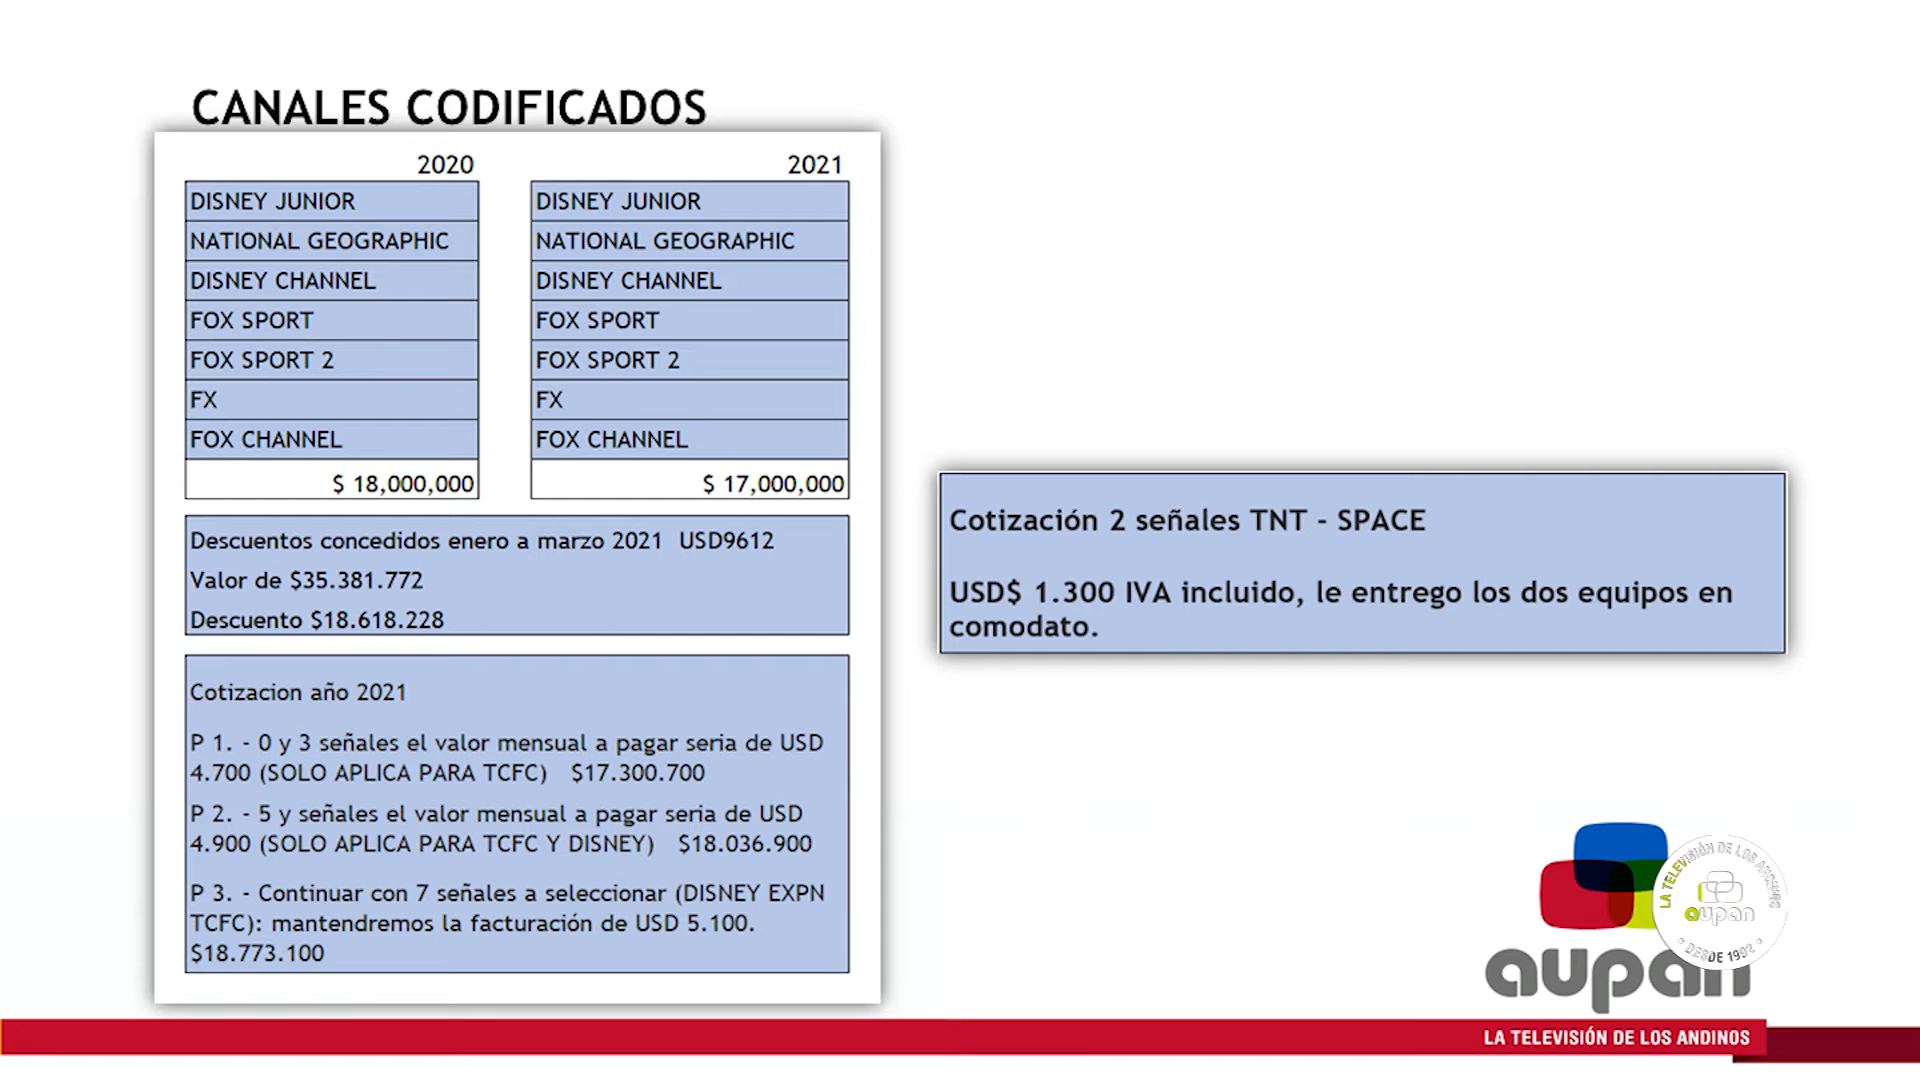 CANALES CODIFICADOS
2020
DISNEY JUNIOR
NATIONAL GEOGRAPHIC
DISNEY CHANNEL
FOX SPORT
FOX SPORT 2
FX
FOX CHANNEL
$ 18,000,000
2021
DISNEY JUNIOR
NATIONAL GEOGRAPHIC
DISNEY CHANNEL
FOX SPORT
FOX SPORT 2
FX
FOX CHANNEL
$ 17,000,000
Descuentos concedidos enero a marzo 2021 USD9612
Valor de $35.381.772
Descuento $18.618.228
Cotizacion año 2021
P 1. - 0 y 3 señales el valor mensual a pagar seria de USD
4.700 (SOLO APLICA PARA TCFC) $17.300.700
P 2. - 5 y señales el valor mensual a pagar seria de USD
4.900 (SOLO APLICA PARA TCFC Y DISNEY) $18.036.900
P 3. - Continuar con 7 señales a seleccionar (DISNEY EXPN
TCFC): mantendremos la facturación de USD 5.100.
$18.773.100
Cotización 2 señales TNT - SPACE
USD$ 1.300 IVA incluido, le entrego los dos equipos en
comodato.
LA TELEVISIÓN DE LOS ANDINOS
aupan
• DESDE 1992 •
aupan
LA TELEVISIÓN DE LOS ANDINOS